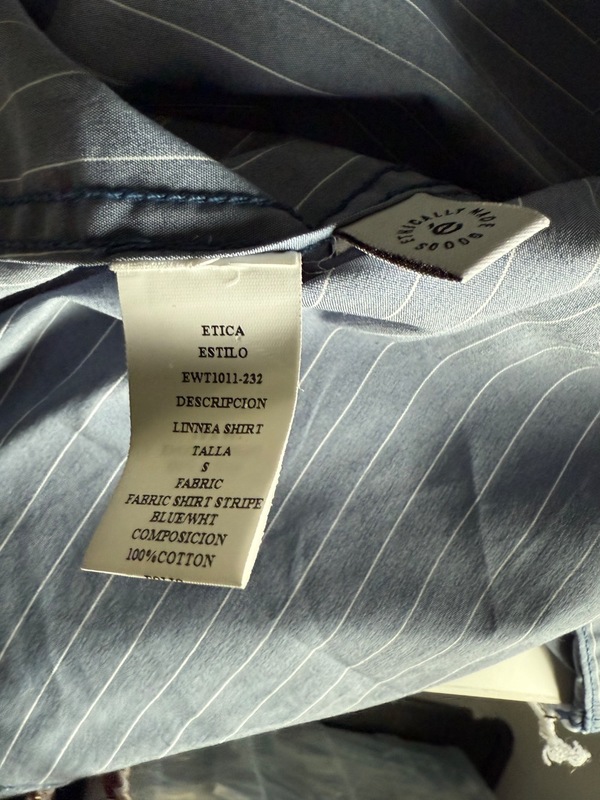 ETICA
ESTILO
EWT1011-232
DESCRIPCION
LINNEA SHIRT
TALLA
S
FABRIC
FABRIC SHIRT STRIPE
BLUE/WHT
COMPOSICION
100%COTTON
ETHICALLY MADE
GOODS
é